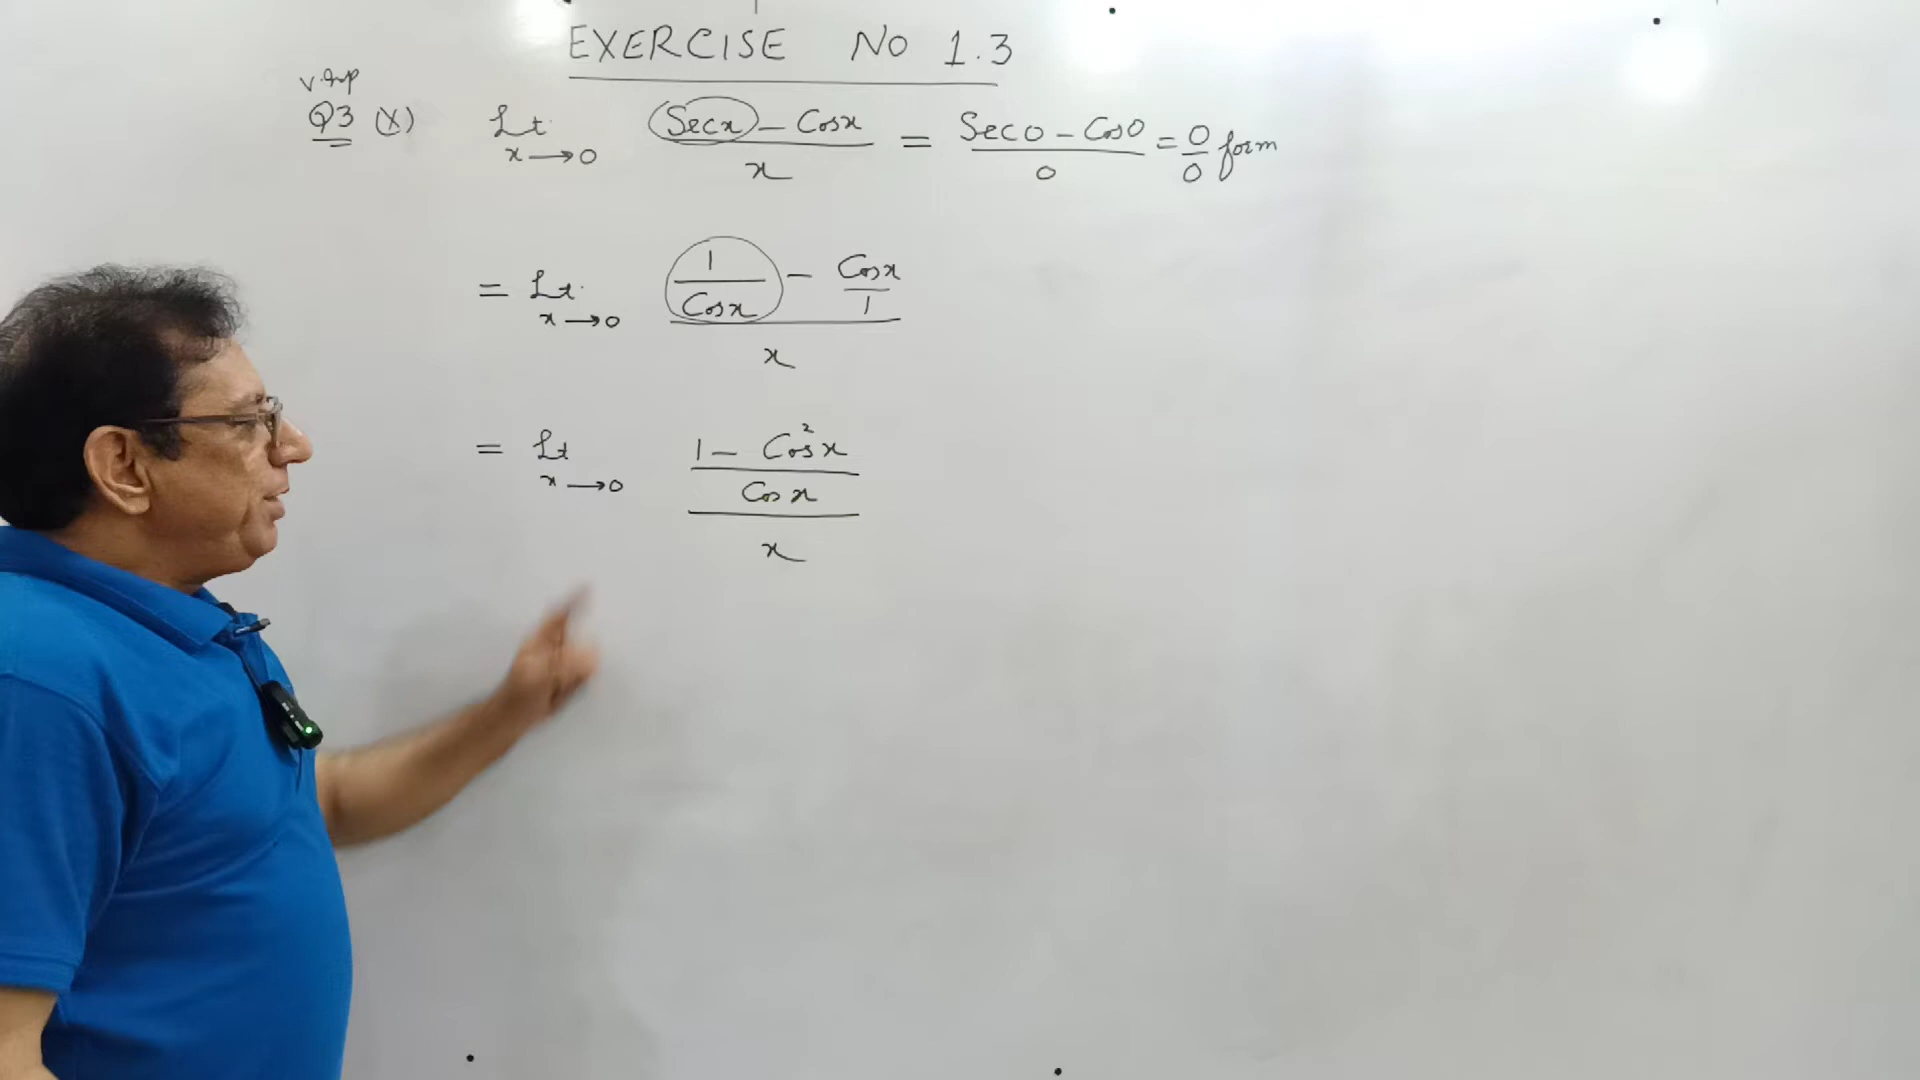 EXERCISE No 1.3
v.Imp
Q3 (x) Lt x→0 (Secx - Cosx)/x = (Sec0 - Cos0)/0 = 0/0 form
= Lt x→0 (1/Cosx - Cosx/1)/x
= Lt x→0 ((1 - Cos²x)/Cosx)/x